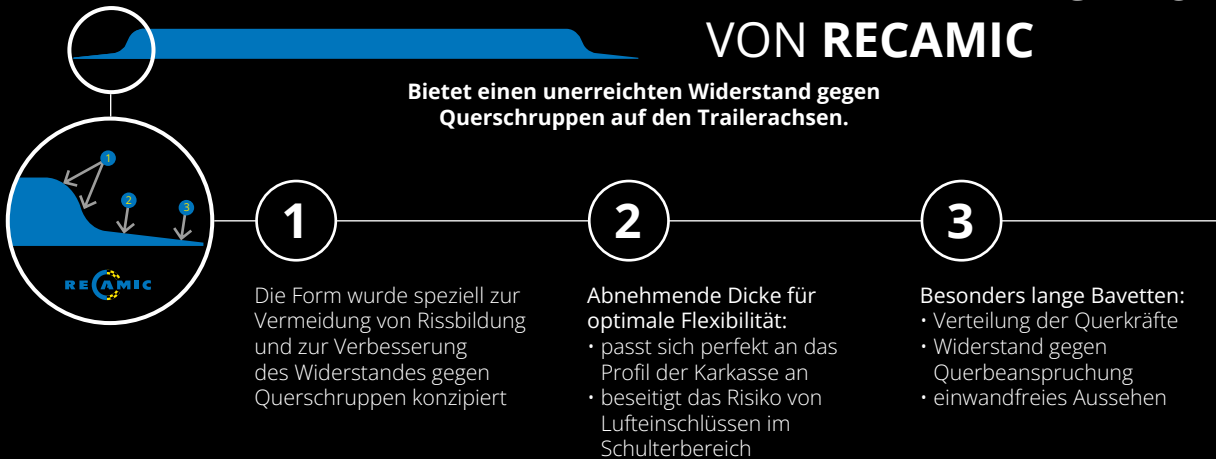 VON RECAMIC
Bietet einen unerreichten Widerstand gegen
Querschruppen auf den Trailerachsen.
1
2
3
RECAMIC
1
Die Form wurde speziell zur
Vermeidung von Rissbildung
und zur Verbesserung
des Widerstandes gegen
Querschruppen konzipiert
2
Abnehmende Dicke für
optimale Flexibilität:
• passt sich perfekt an das
Profil der Karkasse an
• beseitigt das Risiko von
Lufteinschlüssen im
Schulterbereich
3
Besonders lange Bavetten:
• Verteilung der Querkräfte
• Widerstand gegen
Querbeanspruchung
• einwandfreies Aussehen